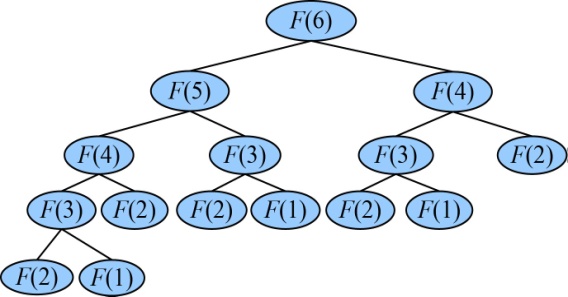 F(6)
F(5) F(4)
F(4) F(3) F(3) F(2)
F(3) F(2) F(2) F(1) F(2) F(1)
F(2) F(1)